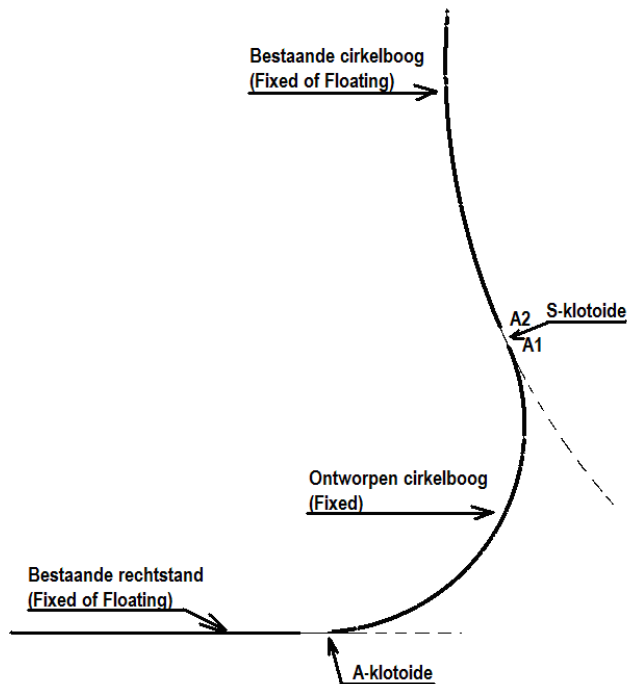 Bestaande cirkelboog
(Fixed of Floating)
A2
S-klotoide
A1
Ontworpen cirkelboog
(Fixed)
Bestaande rechtstand
(Fixed of Floating)
A-klotoide